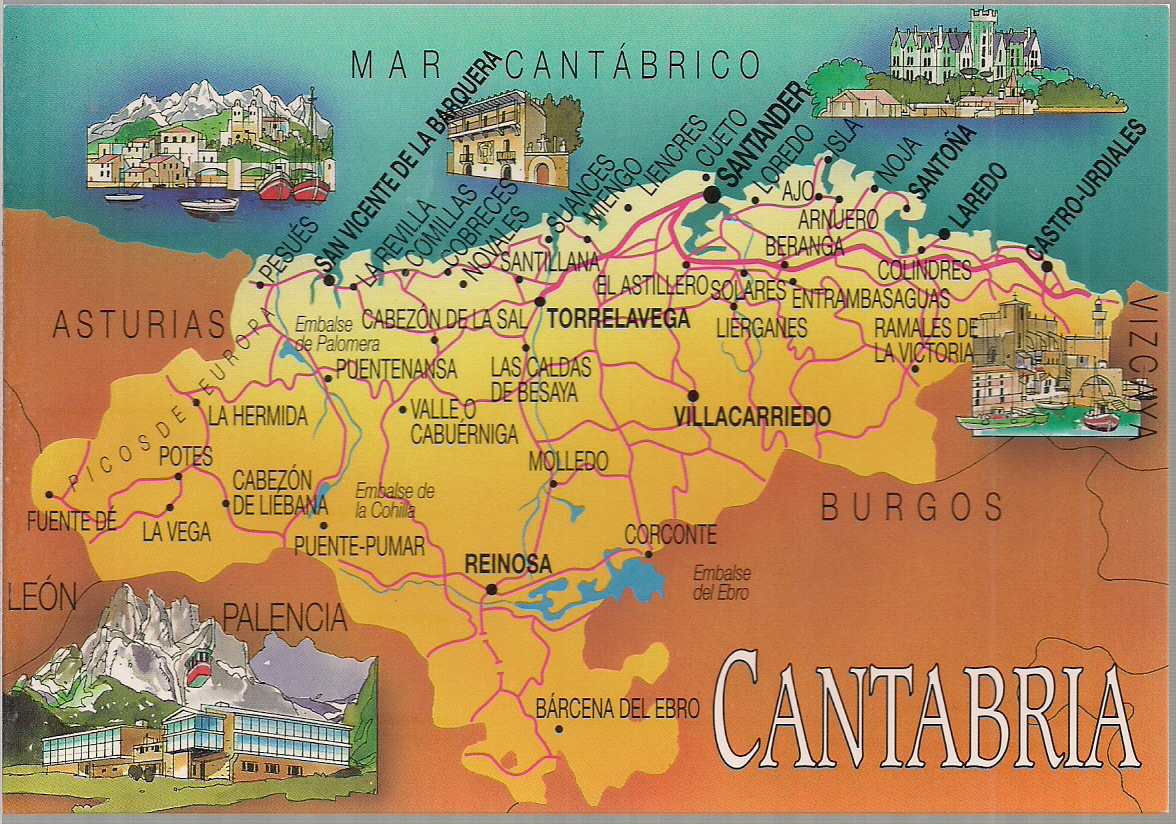 MAR CANTÁBRICO
SAN VICENTE DE LA BARQUERA
PESUÉS
LA REVILLA
COMILLAS
COBRECES
NOVALES
SUANCES
MIENGO
LIENCRES
CUETO
SANTANDER
LOREDO
ISLA
AJO
NOJA
SANTOÑA
ARNUERO
LAREDO
CASTRO-URDIALES
BERANGA
SANTILLANA
COLINDRES
EL ASTILLERO
SOLARES
ENTRAMBASAGUAS
ASTURIAS
VIZCAYA
PICOS DE EUROPA
Embalse
de Palomera
CABEZÓN DE LA SAL
TORRELAVEGA
LIERGANES
RAMALES DE
LA VICTORIA
PUENTENANSA
LAS CALDAS
DE BESAYA
LA HERMIDA
VALLE O
CABUÉRNIGA
VILLACARRIEDO
POTES
MOLLEDO
CABEZÓN
DE LIÉBANA
Embalse de
la Cohilla
BURGOS
FUENTE DÉ
LA VEGA
PUENTE-PUMAR
CORCONTE
REINOSA
Embalse
del Ebro
LEÓN
PALENCIA
BÁRCENA DEL EBRO
CANTABRIA